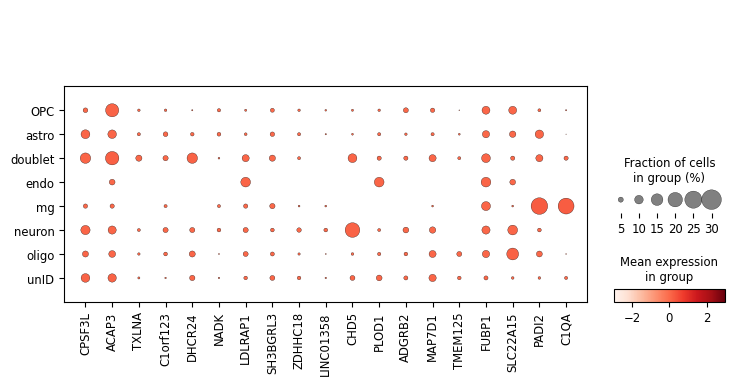 OPC
astro
doublet
endo
mg
neuron
oligo
unID
CPSF3L
ACAP3
TXLNA
C1orf123
DHCR24
NADK
LDLRAP1
SH3BGRL3
ZDHHC18
LINC01358
CHD5
PLOD1
ADGRB2
MAP7D1
TMEM125
FUBP1
SLC22A15
PADI2
C1QA
Fraction of cells
in group (%)
5 10 15 20 25 30
Mean expression
in group
−2 0 2